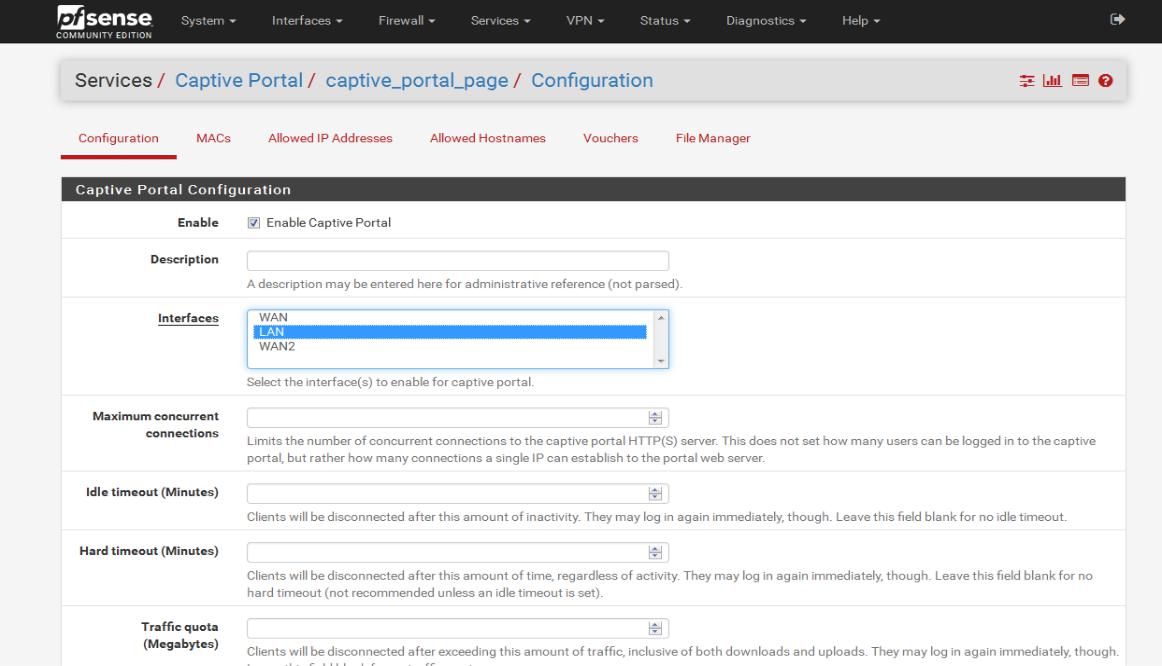 pfsense
COMMUNITY EDITION
System Interfaces Firewall Services VPN Status Diagnostics Help
Services / Captive Portal / captive_portal_page / Configuration
Configuration MACs Allowed IP Addresses Allowed Hostnames Vouchers File Manager
Captive Portal Configuration
Enable
Enable Captive Portal
Description
A description may be entered here for administrative reference (not parsed).
Interfaces
WAN
LAN
WAN2
Select the interface(s) to enable for captive portal.
Maximum concurrent
connections
Limits the number of concurrent connections to the captive portal HTTP(S) server. This does not set how many users can be logged in to the captive
portal, but rather how many connections a single IP can establish to the portal web server.
Idle timeout (Minutes)
Clients will be disconnected after this amount of inactivity. They may log in again immediately, though. Leave this field blank for no idle timeout.
Hard timeout (Minutes)
Clients will be disconnected after this amount of time, regardless of activity. They may log in again immediately, though. Leave this field blank for no
hard timeout (not recommended unless an idle timeout is set).
Traffic quota
(Megabytes)
Clients will be disconnected after exceeding this amount of traffic, inclusive of both downloads and uploads. They may log in again immediately, though.